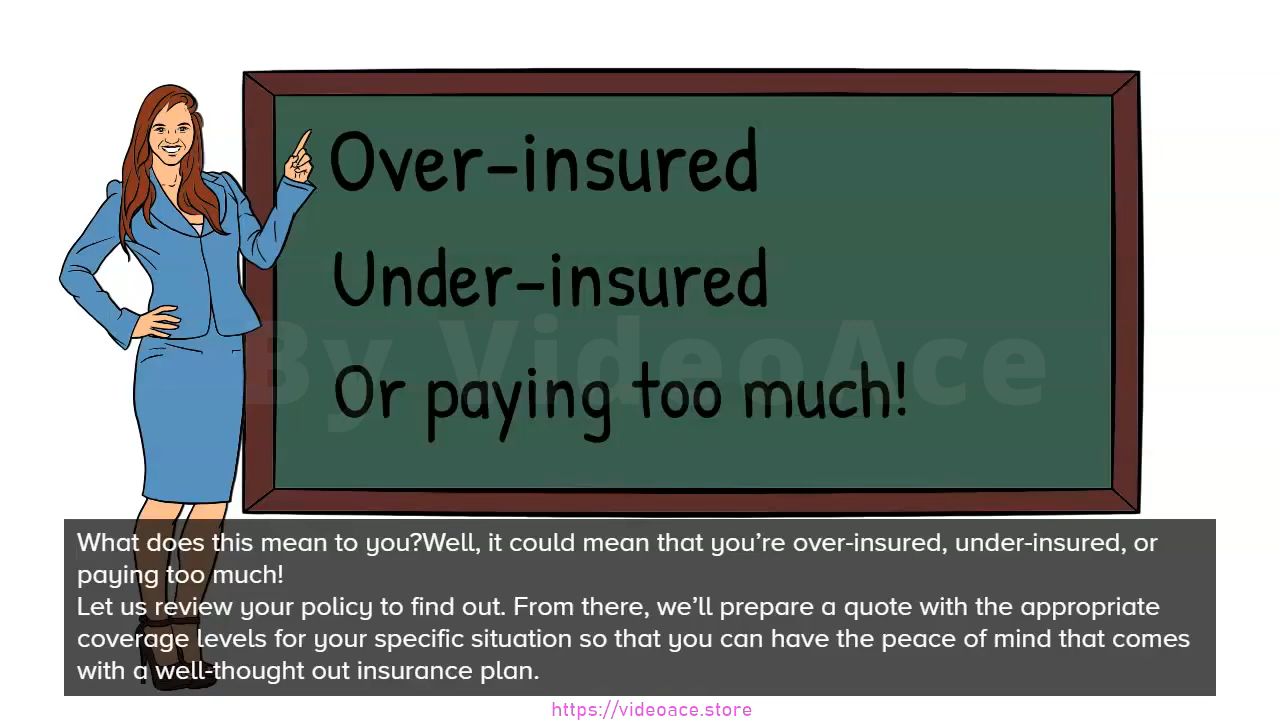 Over-insured
Under-insured
By VideoAce
Or paying too much!
What does this mean to you?Well, it could mean that you’re over-insured, under-insured, or
paying too much!
Let us review your policy to find out. From there, we’ll prepare a quote with the appropriate
coverage levels for your specific situation so that you can have the peace of mind that comes
with a well-thought out insurance plan.
https://videoace.store